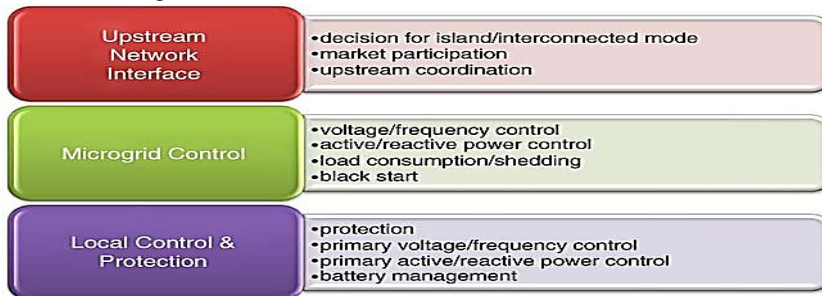 Upstream
Network
Interface
•decision for island/interconnected mode
•market participation
•upstream coordination
Microgrid Control
•voltage/frequency control
•active/reactive power control
•load consumption/shedding
•black start
Local Control &
Protection
•protection
•primary voltage/frequency control
•primary active/reactive power control
•battery management